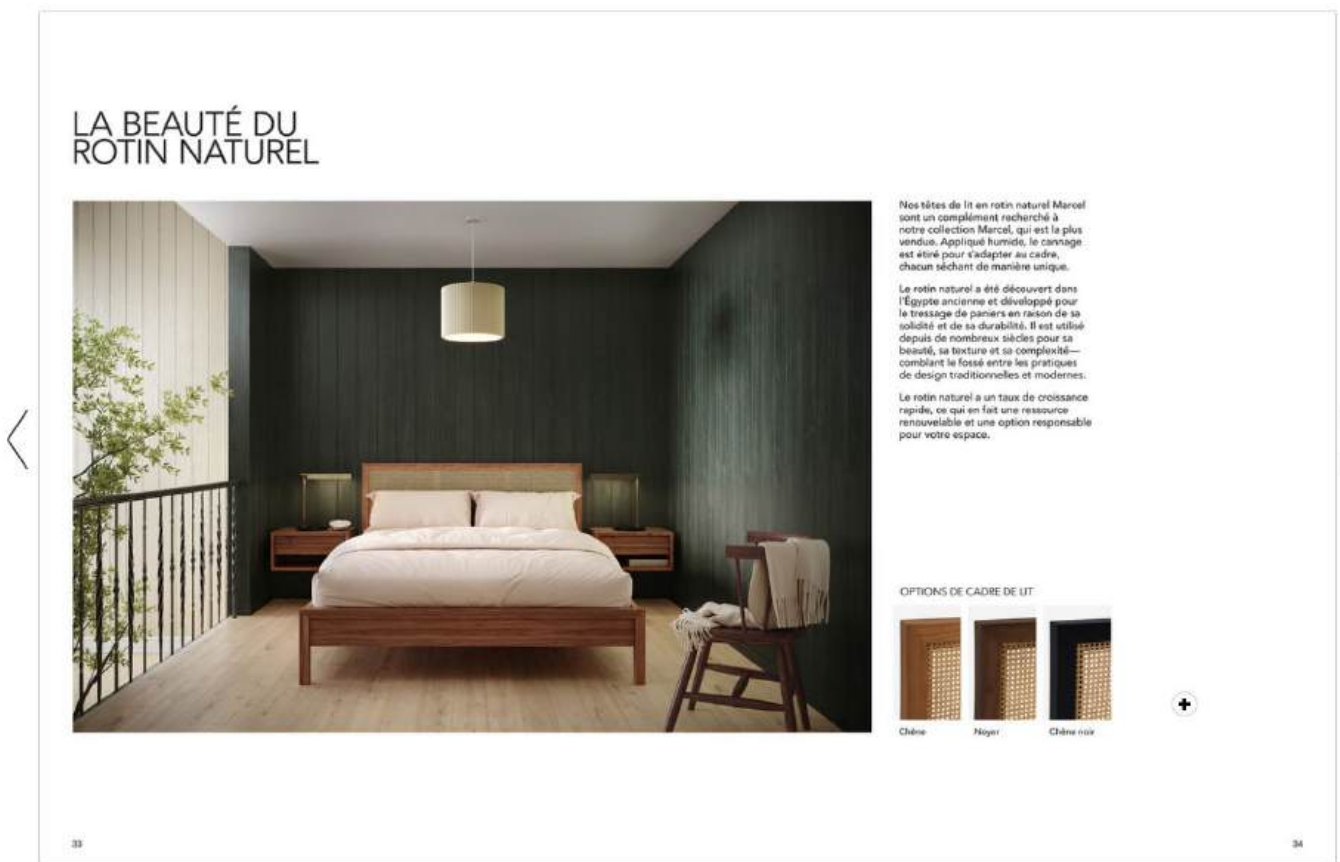 LA BEAUTÉ DU
ROTIN NATUREL
Nos têtes de lit en rotin naturel Marcel
sont un complément recherché à
notre collection Marcel, qui est la plus
vendue. Appliqué humide, le cannage
est étiré pour s'adapter au cadre,
chacun séchant de manière unique.
Le rotin naturel a été découvert dans
l'Égypte ancienne et développé pour
le tressage de paniers en raison de sa
solidité et de sa durabilité. Il est utilisé
depuis de nombreux siècles pour sa
beauté, sa texture et sa complexité—
comblant le fossé entre les pratiques
de design traditionnelles et modernes.
Le rotin naturel a un taux de croissance
rapide, ce qui en fait une ressource
renouvelable et une option responsable
pour votre espace.
OPTIONS DE CADRE DE LIT
Chêne
Noyer
Chêne noir
33
34